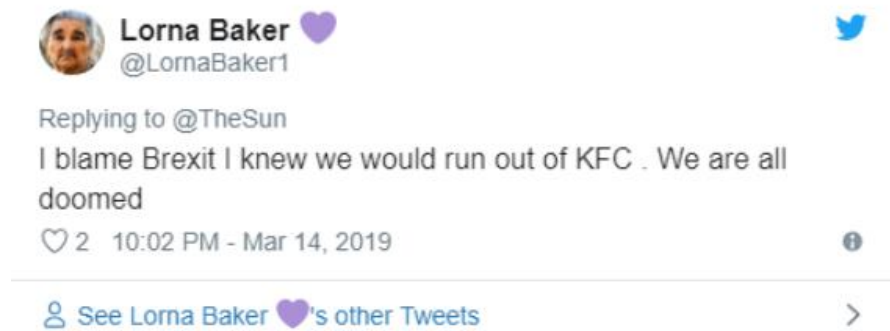 Lorna Baker 💜
@LornaBaker1
Replying to @TheSun
I blame Brexit I knew we would run out of KFC . We are all
doomed
2 10:02 PM - Mar 14, 2019
See Lorna Baker 💜's other Tweets